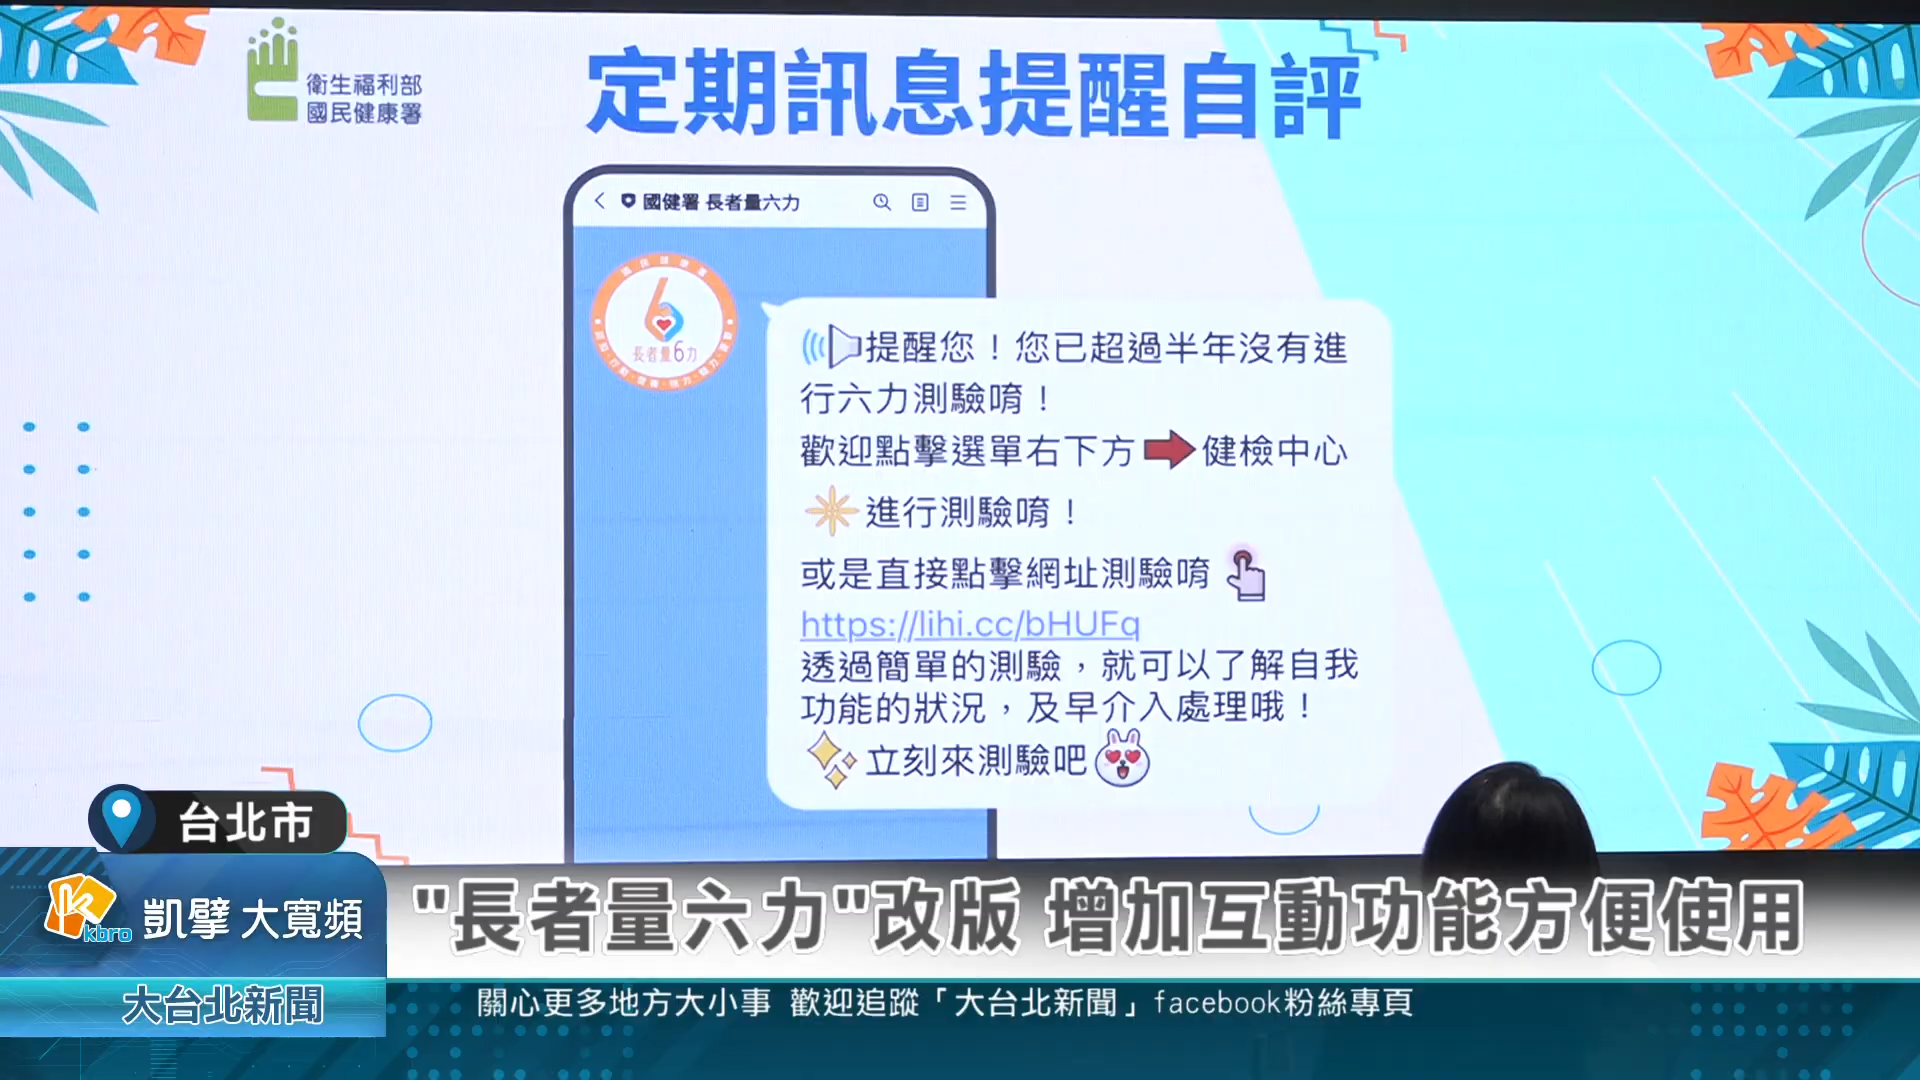 衛生福利部
國民健康署
定期訊息提醒自評
國健署 長者量六力
6
長者量6力
提醒您！您已超過半年沒有進
行六力測驗唷！
歡迎點擊選單右下方➡健檢中心
進行測驗唷！
或是直接點擊網址測驗唷
https://lihi.cc/bHUFq
透過簡單的測驗，就可以了解自我
功能的狀況，及早介入處理哦！
立刻來測驗吧
台北市
kbro
凱擘大寬頻
"長者量六力"改版 增加互動功能方便使用
大台北新聞
關心更多地方大小事 歡迎追蹤「大台北新聞」facebook粉絲專頁